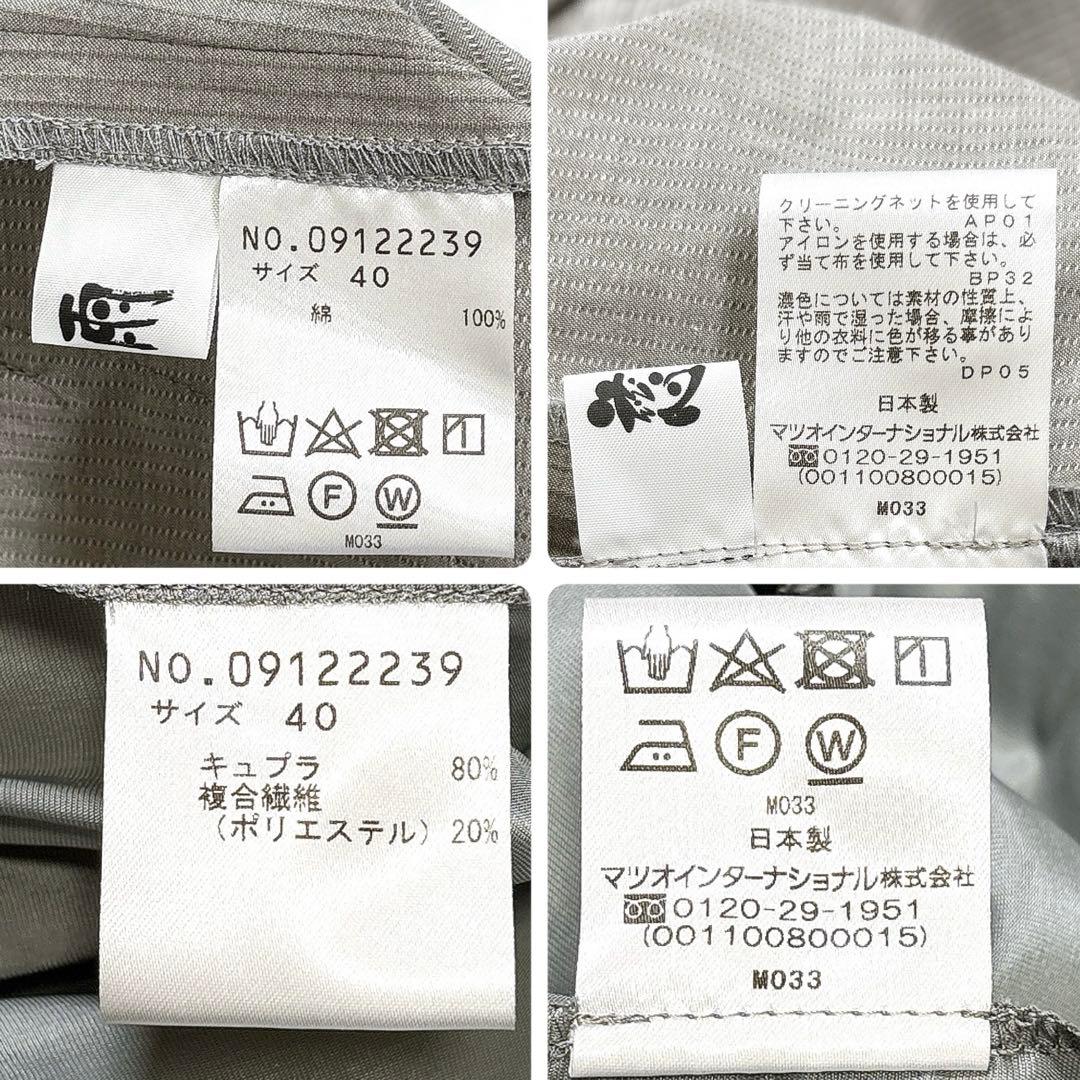 NO.09122239
サイズ 40
綿 100%
F W
M033
クリーニングネットを使用して
下さい。 AP01
アイロンを使用する場合は、必
ず当て布を使用して下さい。
BP32
濃色については素材の性質上、
汗や雨で湿った場合、摩擦によ
り他の衣料に色が移る事があり
ますのでご注意下さい。
DP05
日本製
マツオインターナショナル株式会社
0120-29-1951
(001100800015)
M033
NO.09122239
サイズ 40
キュプラ 80%
複合繊維
(ポリエステル) 20%
F W
M033
日本製
マツオインターナショナル株式会社
0120-29-1951
(001100800015)
M033